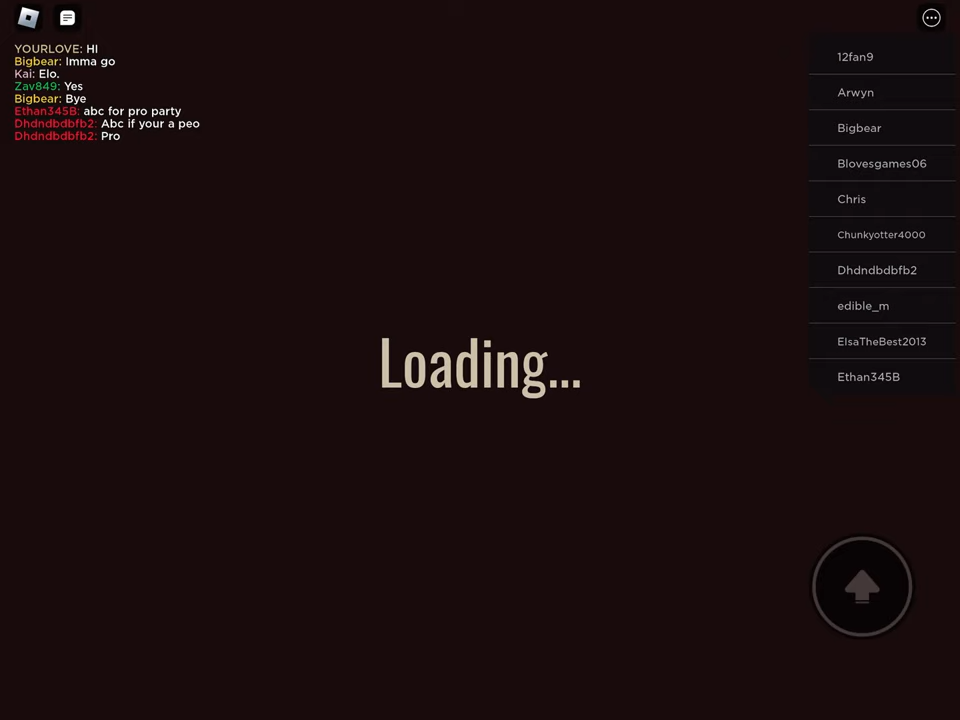 YOURLOVE: HI
Bigbear: Imma go
Kai: Elo.
Zav849: Yes
Bigbear: Bye
Ethan345B: abc for pro party
Dhdndbdbfb2: Abc if your a peo
Dhdndbdbfb2: Pro
12fan9
Arwyn
Bigbear
Blovesgames06
Chris
Chunkyotter4000
Dhdndbdbfb2
edible_m
ElsaTheBest2013
Ethan345B
Loading...